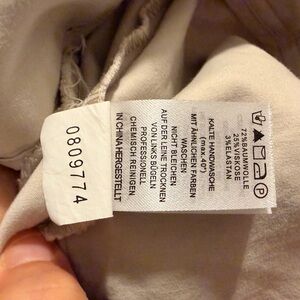 0809774
72%BAUMWOLLE
25%VISKOSE
3%ELASTAN
P
KALTE HANDWÄSCHE
(max.40°)
MIT ÄHNLICHEN FARBEN
WASCHEN
NICHT BLEICHEN
AUF DER LEINE TROCKNEN
VON LINKS BÜGELN
PROFESSIONELL
CHEMISCH REINIGEN
IN CHINA HERGESTELLT